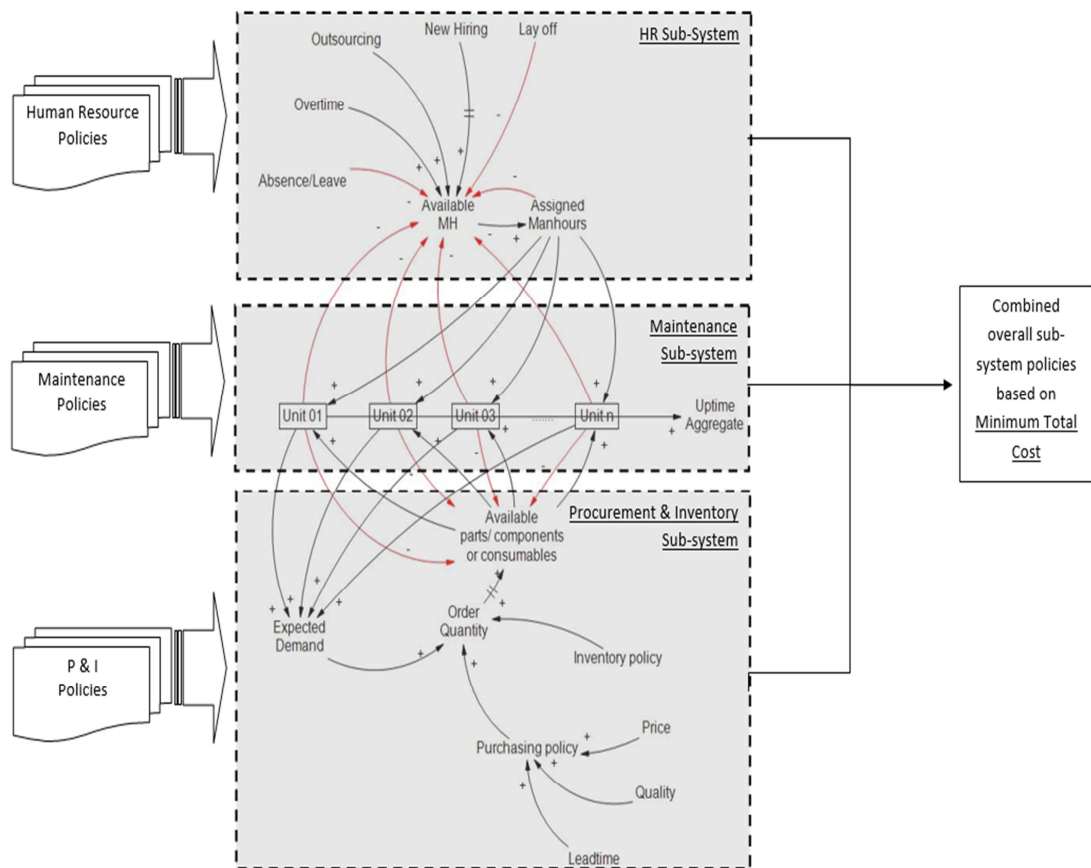 HR Sub-System
Outsourcing
New Hiring
Lay off
Human Resource
Policies
Overtime
Absence/Leave
Available
MH
Assigned
Manhours
Maintenance
Sub-system
Maintenance
Policies
Unit 01
Unit 02
Unit 03
.......
Unit n
Uptime
Aggregate
Combined
overall sub-
system policies
based on
Minimum Total
Cost
Procurement & Inventory
Sub-system
Available
parts/ components
or consumables
Expected
Demand
Order
Quantity
Inventory policy
P & I
Policies
Purchasing policy
Price
Quality
Leadtime